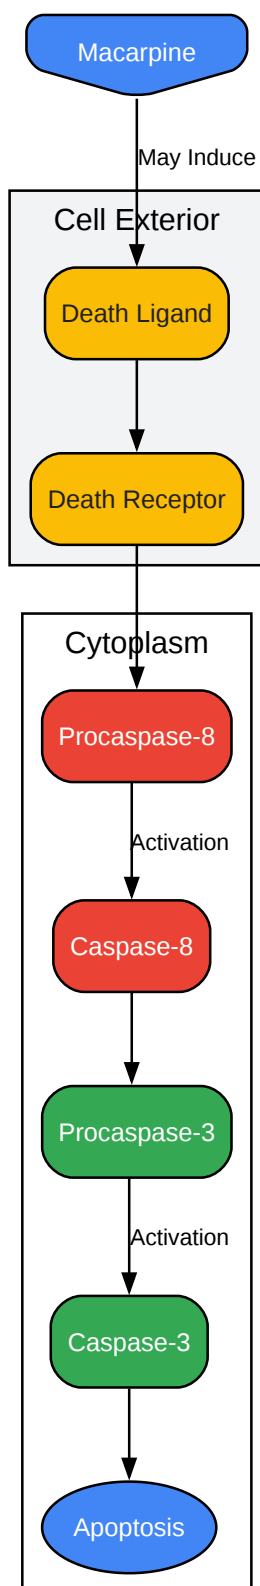 Macarpine
May Induce
Cell Exterior
Death Ligand
Death Receptor
Cytoplasm
Procaspase-8
Activation
Caspase-8
Procaspase-3
Activation
Caspase-3
Apoptosis